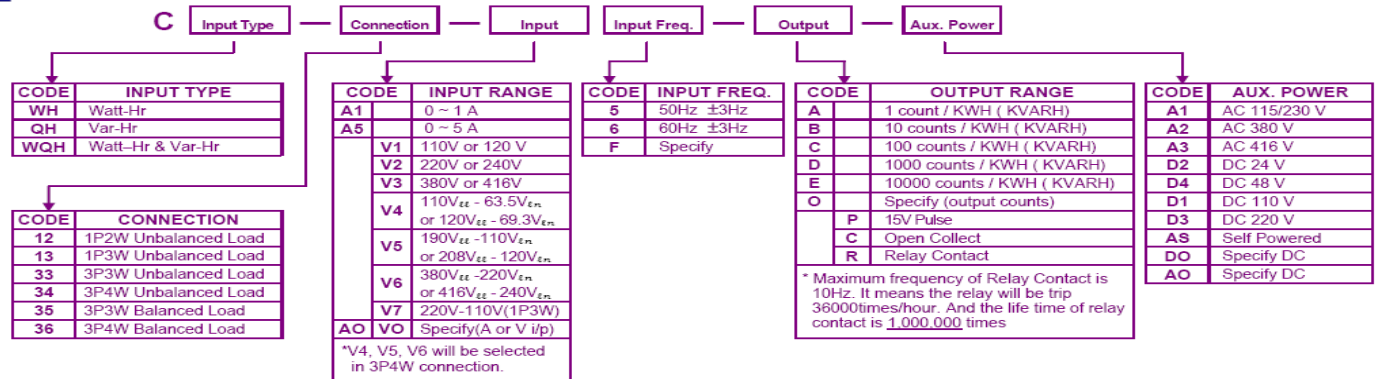 C Input Type — Connection — Input Input Freq. — Output — Aux. Power
CODE INPUT TYPE
WH Watt-Hr
QH Var-Hr
WQH Watt–Hr & Var-Hr
CODE CONNECTION
12 1P2W Unbalanced Load
13 1P3W Unbalanced Load
33 3P3W Unbalanced Load
34 3P4W Unbalanced Load
35 3P3W Balanced Load
36 3P4W Balanced Load
CODE INPUT RANGE
A1 0 ~ 1 A
A5 0 ~ 5 A
V1 110V or 120 V
V2 220V or 240V
V3 380V or 416V
V4 110Vℓℓ - 63.5Vℓn
or 120Vℓℓ - 69.3Vℓn
V5 190Vℓℓ -110Vℓn
or 208Vℓℓ - 120Vℓn
V6 380Vℓℓ -220Vℓn
or 416Vℓℓ - 240Vℓn
V7 220V-110V(1P3W)
AO VO Specify(A or V i/p)
*V4, V5, V6 will be selected
in 3P4W connection.
CODE INPUT FREQ.
5 50Hz ±3Hz
6 60Hz ±3Hz
F Specify
CODE OUTPUT RANGE
A 1 count / KWH ( KVARH)
B 10 counts / KWH ( KVARH)
C 100 counts / KWH ( KVARH)
D 1000 counts / KWH ( KVARH)
E 10000 counts / KWH ( KVARH)
O Specify (output counts)
P 15V Pulse
C Open Collect
R Relay Contact
* Maximum frequency of Relay Contact is
10Hz. It means the relay will be trip
36000times/hour. And the life time of relay
contact is 1,000,000 times
CODE AUX. POWER
A1 AC 115/230 V
A2 AC 380 V
A3 AC 416 V
D2 DC 24 V
D4 DC 48 V
D1 DC 110 V
D3 DC 220 V
AS Self Powered
DO Specify DC
AO Specify DC